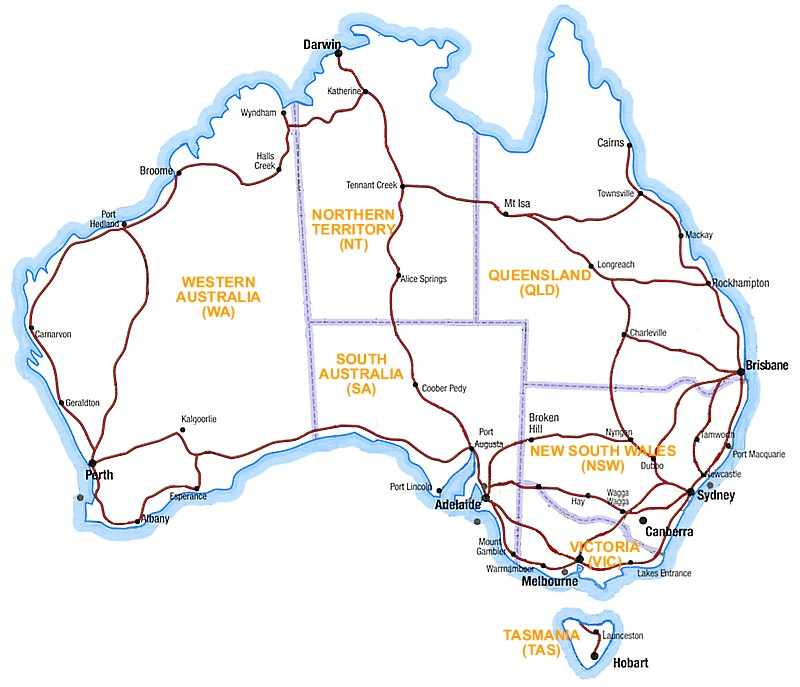 Darwin
Katherine
Wyndham
Halls
Creek
Broome
Port
Hedland
Cairns
Tennant Creek
Mt Isa
Townsville
NORTHERN
TERRITORY
(NT)
Mackay
Longreach
QUEENSLAND
(QLD)
Alice Springs
Rockhampton
WESTERN
AUSTRALIA
(WA)
Carnarvon
Charleville
SOUTH
AUSTRALIA
(SA)
Coober Pedy
Brisbane
Geraldton
Kalgoorlie
Broken
Hill
Port
Augusta
Nyngen
Tamworth
NEW SOUTH WALES
(NSW)
Port Macquarie
Dubbo
Newcastle
Perth
Esperance
Port Lincoln
Adelaide
Hay
Wagga
Wagga
Sydney
Albany
Canberra
Mount
Gambler
VICTORIA
(VIC)
Warrnambool
Melbourne
Lakes Entrance
TASMANIA
(TAS)
Launceston
Hobart